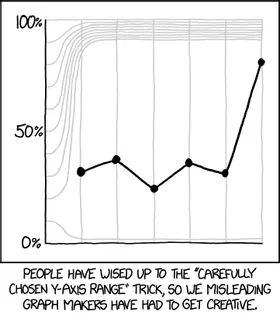 100%
50%
0%
PEOPLE HAVE WISED UP TO THE "CAREFULLY
CHOSEN Y-AXIS RANGE" TRICK, SO WE MISLEADING
GRAPH MAKERS HAVE HAD TO GET CREATIVE.